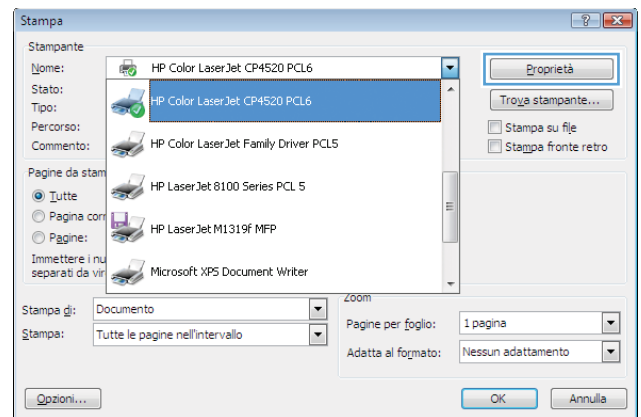 Stampa
Stampante
Nome: HP Color LaserJet CP4520 PCL6 Proprietà
Stato:
HP Color LaserJet CP4520 PCL6
Tipo: Trova stampante...
Percorso: Stampa su file
Commento: HP Color LaserJet Family Driver PCL5 Stampa fronte retro
Pagine da stam
HP LaserJet 8100 Series PCL 5
Tutte
Pagina corr
HP LaserJet M1319f MFP
Pagine:
Immettere i nu
separati da vir
Microsoft XPS Document Writer
Stampa di: Documento
Stampa: Tutte le pagine nell'intervallo
Zoom
Pagine per foglio: 1 pagina
Adatta al formato: Nessun adattamento
Opzioni... OK Annulla